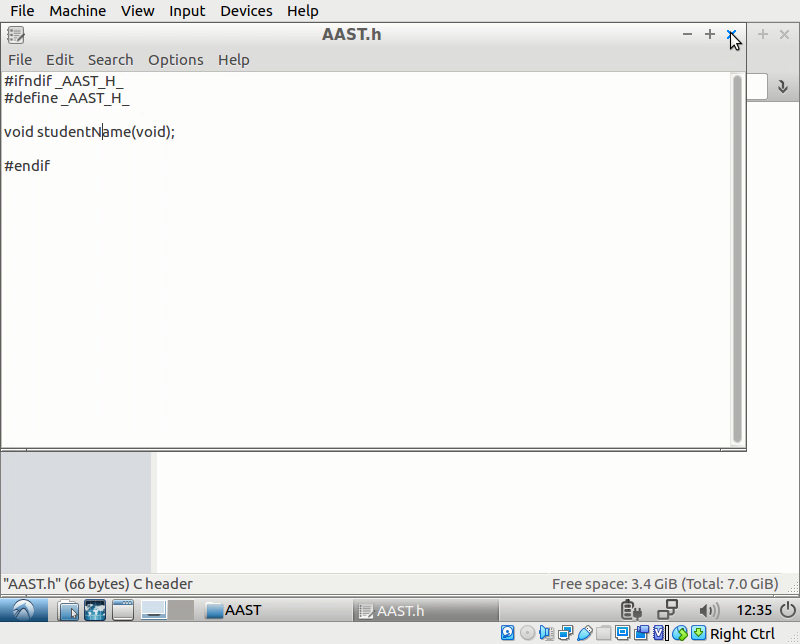 File Machine View Input Devices Help
AAST.h
File Edit Search Options Help
#ifndif _AAST_H_
#define _AAST_H_
void studentName(void);
#endif
"AAST.h" (66 bytes) C header Free space: 3.4 GiB (Total: 7.0 GiB)
AAST AAST.h 12:35
Right Ctrl